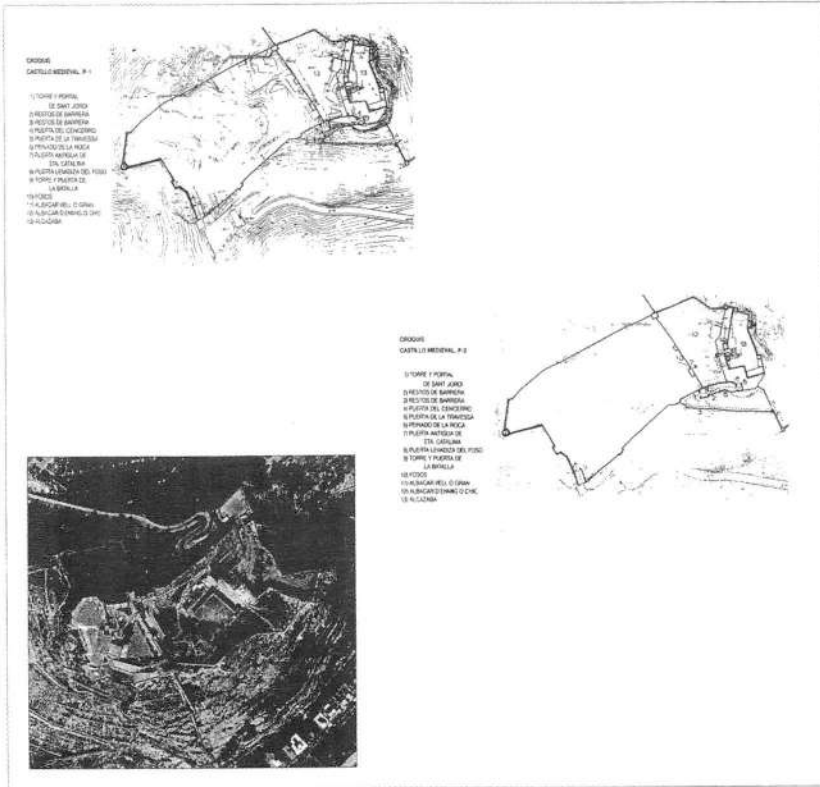 CROQUIS
CASTILLO MEDIEVAL. P-1
1) TORRE Y PORTAL
DE SANT JORDI
2) RESTOS DE BARRERA
3) RESTOS DE BARRERA
4) PUERTA DEL CENCERRO
5) PUERTA DE LA TRAVESSA
6) PEINADO DE LA ROCA
7) PUERTA ANTIGUA DE
STA. CATALINA
8) PUERTA LEVADIZA DEL FOSO
9) TORRE Y PUERTA DE
LA BATALLA
10) FOSOS
11) ALBACAR VELL O GRAN
12) ALBACAR D'ENMIG O CHIC
13) ALCAZABA
CROQUIS
CASTILLO MEDIEVAL. P-2
1) TORRE Y PORTAL
DE SANT JORDI
2) RESTOS DE BARRERA
3) RESTOS DE BARRERA
4) PUERTA DEL CENCERRO
5) PUERTA DE LA TRAVESSA
6) PEINADO DE LA ROCA
7) PUERTA ANTIGUA DE
STA. CATALINA
8) PUERTA LEVADIZA DEL FOSO
9) TORRE Y PUERTA DE
LA BATALLA
10) FOSOS
11) ALBACAR VELL O GRAN
12) ALBACAR D'ENMIG O CHIC
13) ALCAZABA